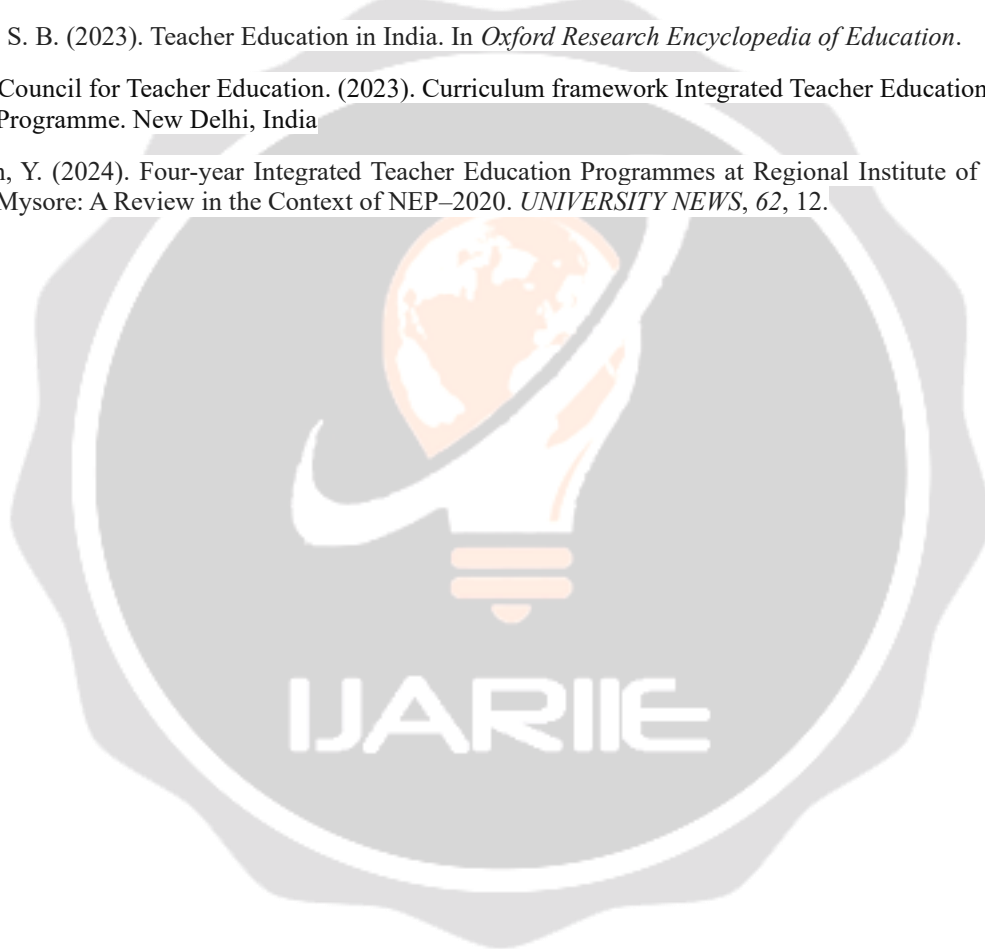 S. B. (2023). Teacher Education in India. In Oxford Research Encyclopedia of Education.
Council for Teacher Education. (2023). Curriculum framework Integrated Teacher Education
Programme. New Delhi, India
Y. (2024). Four-year Integrated Teacher Education Programmes at Regional Institute of
Mysore: A Review in the Context of NEP–2020. UNIVERSITY NEWS, 62, 12.
IJARIIE